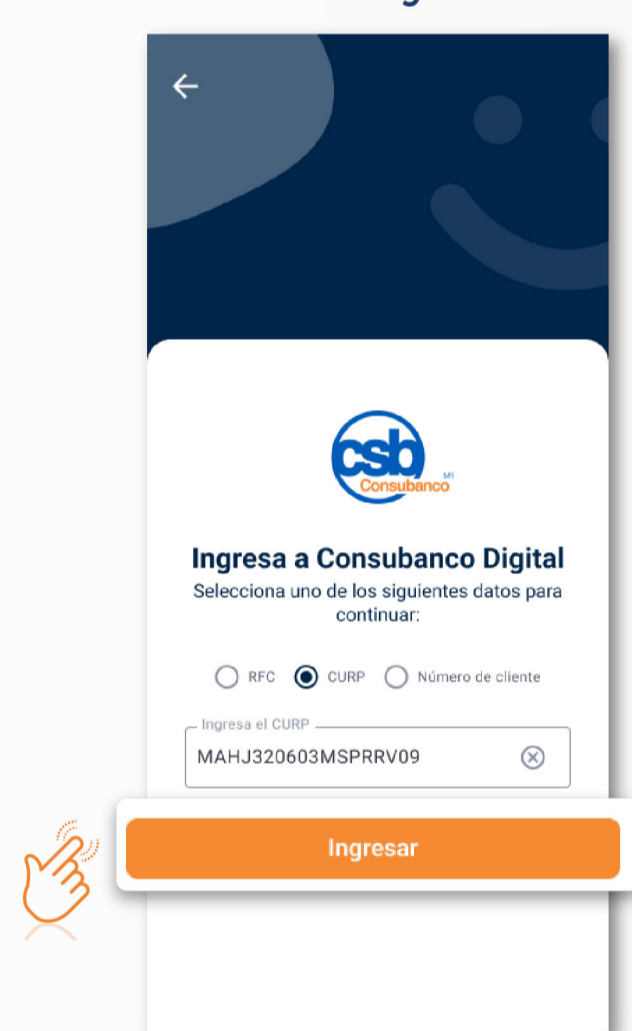 csb
Consubanco
MR
Ingresa a Consubanco Digital
Selecciona uno de los siguientes datos para
continuar:
RFC CURP Número de cliente
Ingresa el CURP
MAHJ320603MSPRRV09
Ingresar